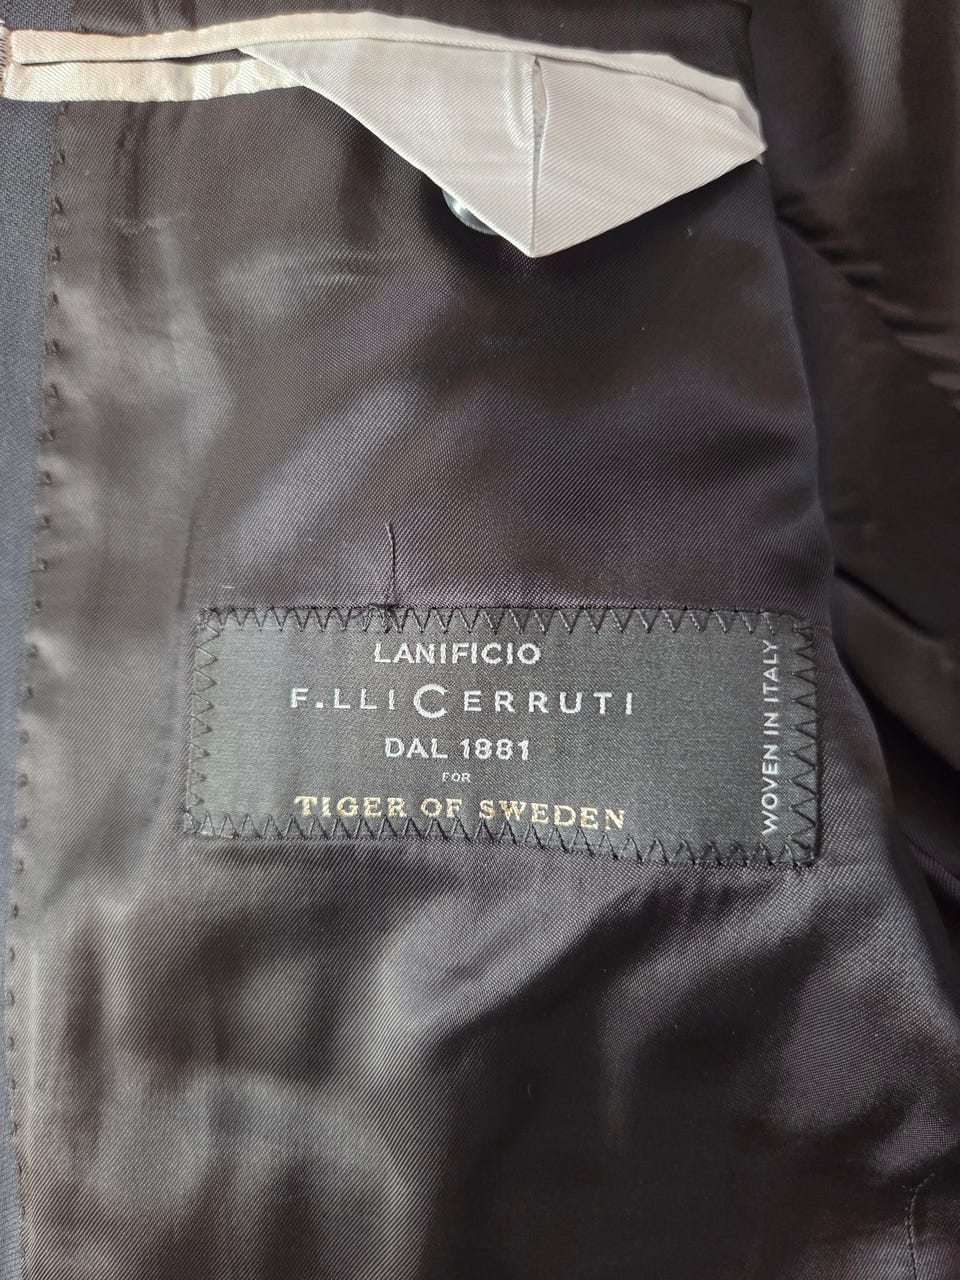 LANIFICIO
F.LLI CERRUTI
DAL 1881
FOR
TIGER OF SWEDEN
WOVEN IN ITALY